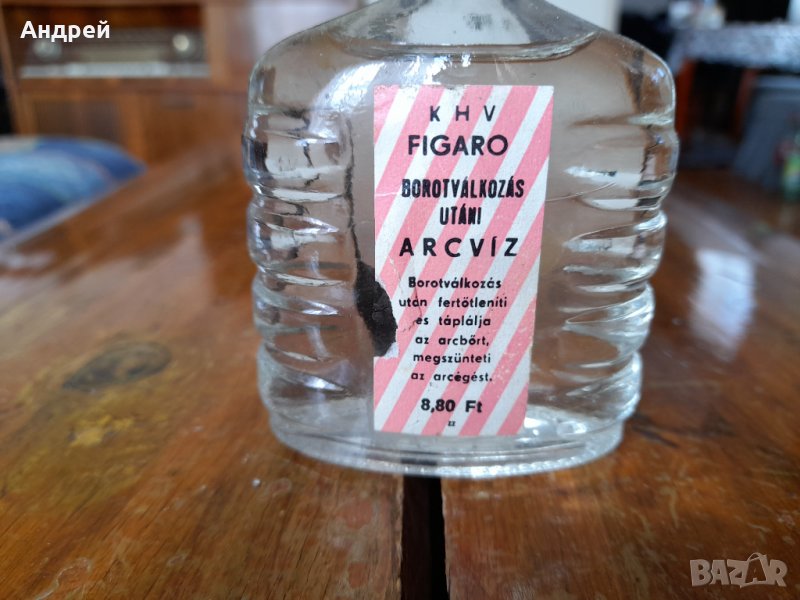 Андрей
KHV
FIGARO
BOROTVÁLKOZÁS
UTÁNI
ARCVÍZ
Borotválkozás
után fertőtleníti
és táplálja
az arcbőrt,
megszünteti
az arcégést.
8,80 Ft
BAZAR